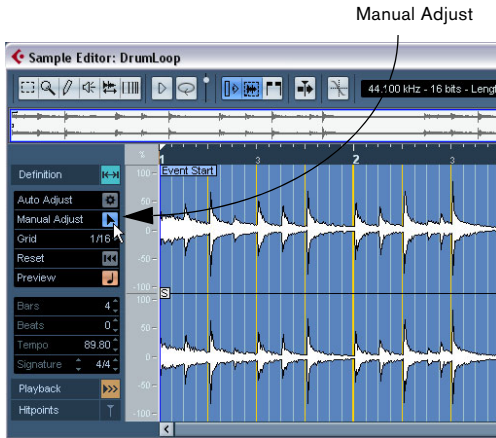 Manual Adjust
Sample Editor: DrumLoop
44.100 kHz - 16 bits - Leng
1
3
2
3
%
Event Start
Definition
100
Auto Adjust
Manual Adjust
50
Grid 1/16
0
Reset
-50
Preview
-100
S
Bars 4
100
Beats 0
50
Tempo 89.80
0
Signature 4/4
Playback
-50
Hitpoints
-100